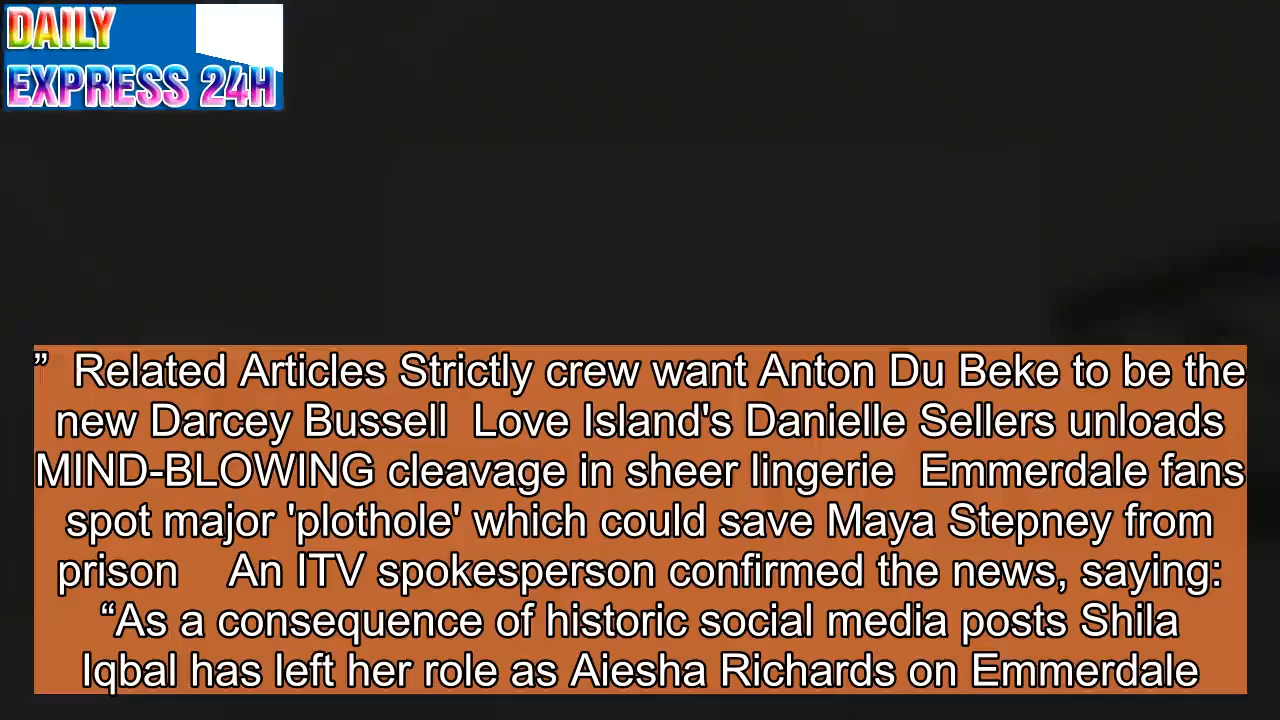 DAILY
EXPRESS 24H
”  Related Articles Strictly crew want Anton Du Beke to be the
new Darcey Bussell  Love Island's Danielle Sellers unloads
MIND-BLOWING cleavage in sheer lingerie  Emmerdale fans
spot major 'plothole' which could save Maya Stepney from
prison    An ITV spokesperson confirmed the news, saying:
“As a consequence of historic social media posts Shila
Iqbal has left her role as Aiesha Richards on Emmerdale